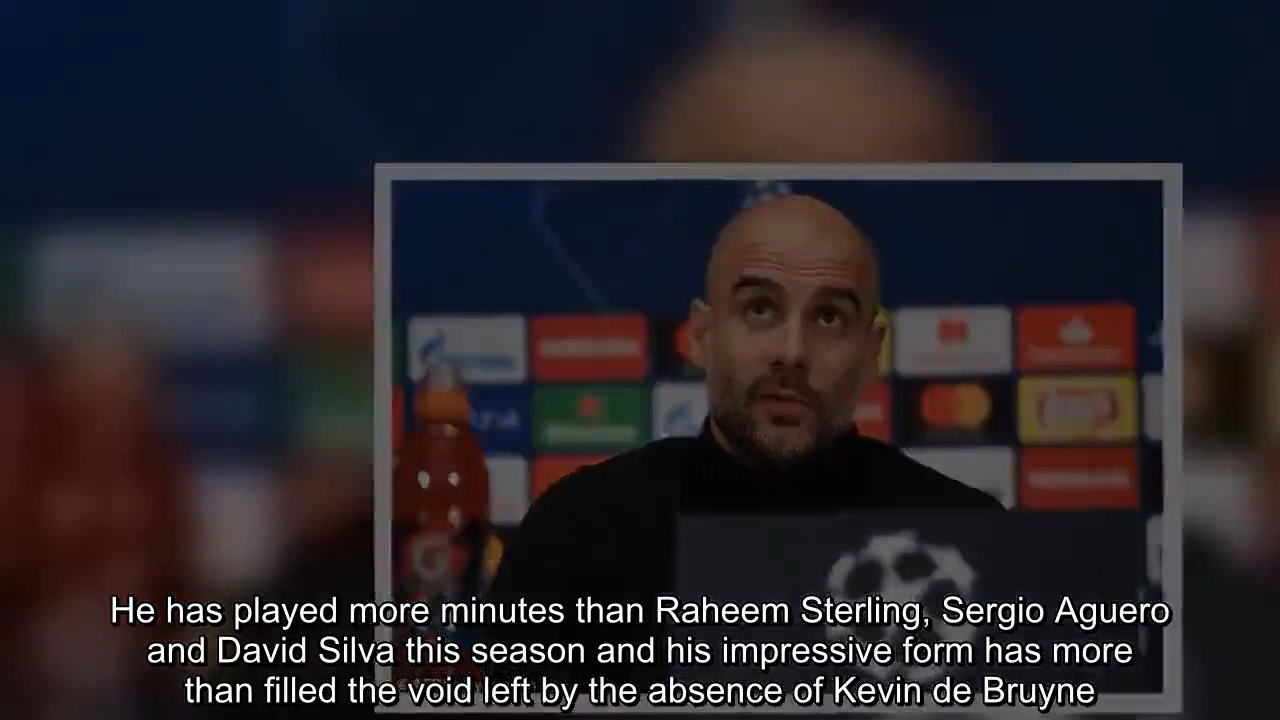 G
He has played more minutes than Raheem Sterling, Sergio Aguero
and David Silva this season and his impressive form has more
than filled the void left by the absence of Kevin de Bruyne